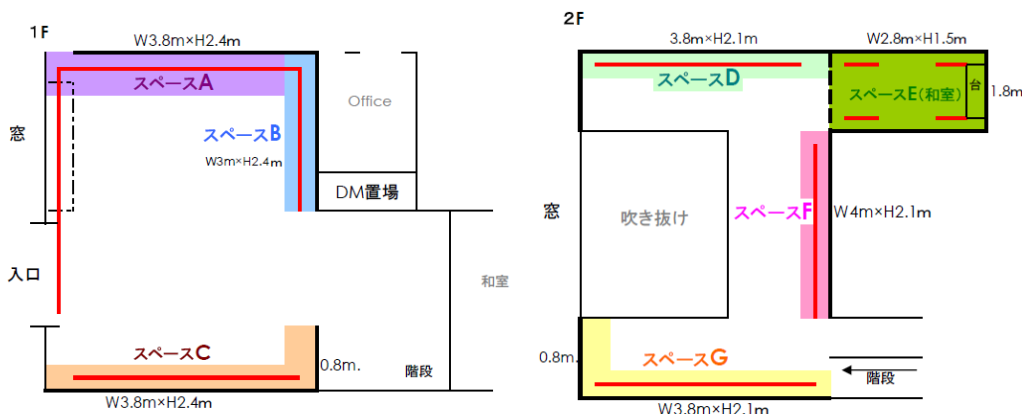 1F
W3.8m×H2.4m
スペースA
Office
窓
スペースB
W3m×H2.4m
DM置場
入口
和室
スペースC
0.8m.
階段
W3.8m×H2.4m
2F
3.8m×H2.1m
W2.8m×H1.5m
スペースD
スペースE(和室)
台
1.8m
窓
吹き抜け
スペースF
W4m×H2.1m
0.8m.
スペースG
階段
W3.8m×H2.1m